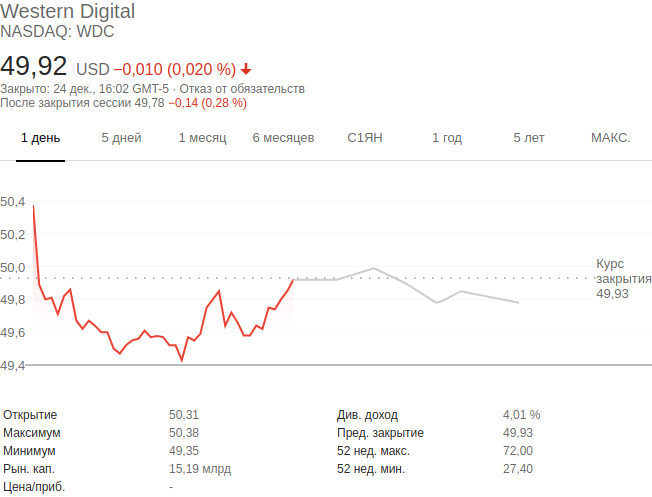 Western Digital
NASDAQ: WDC
49,92 USD −0,010 (0,020 %)
Закрыто: 24 дек., 16:02 GMT-5 · Отказ от обязательств
После закрытия сессии 49,78 −0,14 (0,28 %)
1 день 5 дней 1 месяц 6 месяцев С1ЯН 1 год 5 лет МАКС.
50,4
50,2
50,0
49,8
49,6
49,4
Курс
закрытия
49,93
Открытие 50,31 Див. доход 4,01 %
Максимум 50,38 Пред. закрытие 49,93
Минимум 49,35 52 нед. макс. 72,00
Рын. кап. 15,19 млрд 52 нед. мин. 27,40
Цена/приб. -